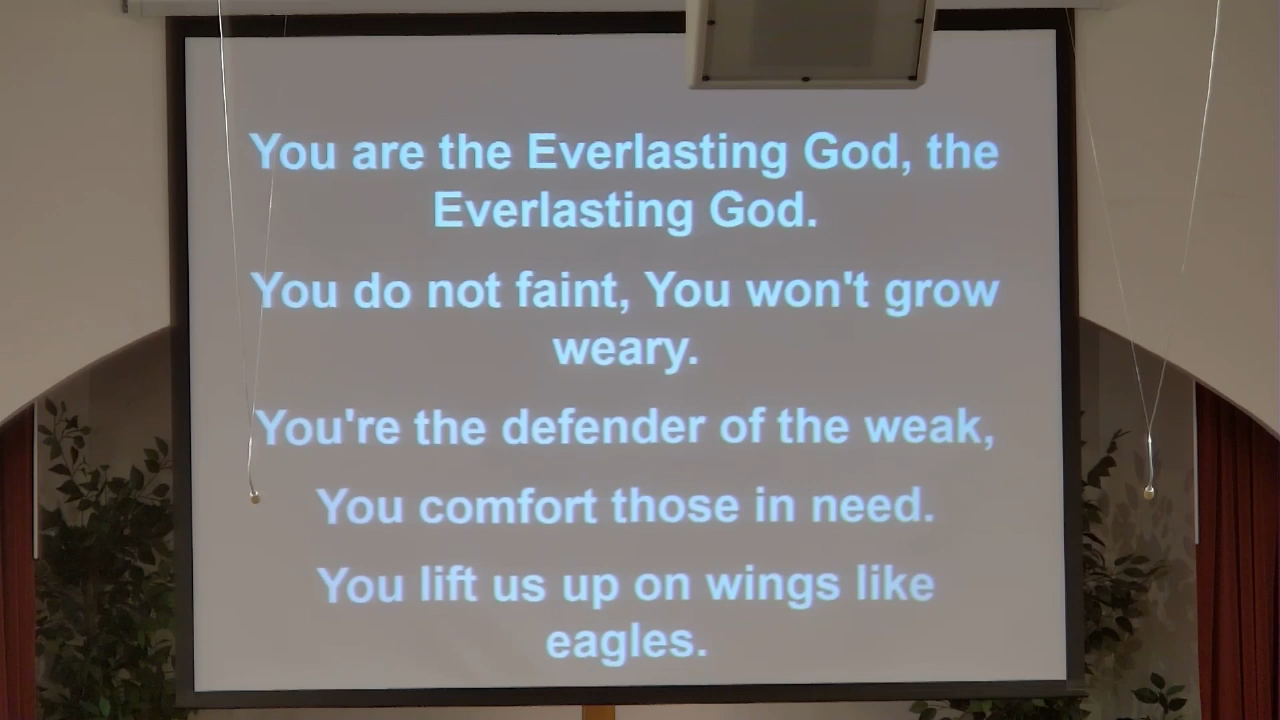 You are the Everlasting God, the
Everlasting God.
You do not faint, You won't grow
weary.
You're the defender of the weak,
You comfort those in need.
You lift us up on wings like
eagles.